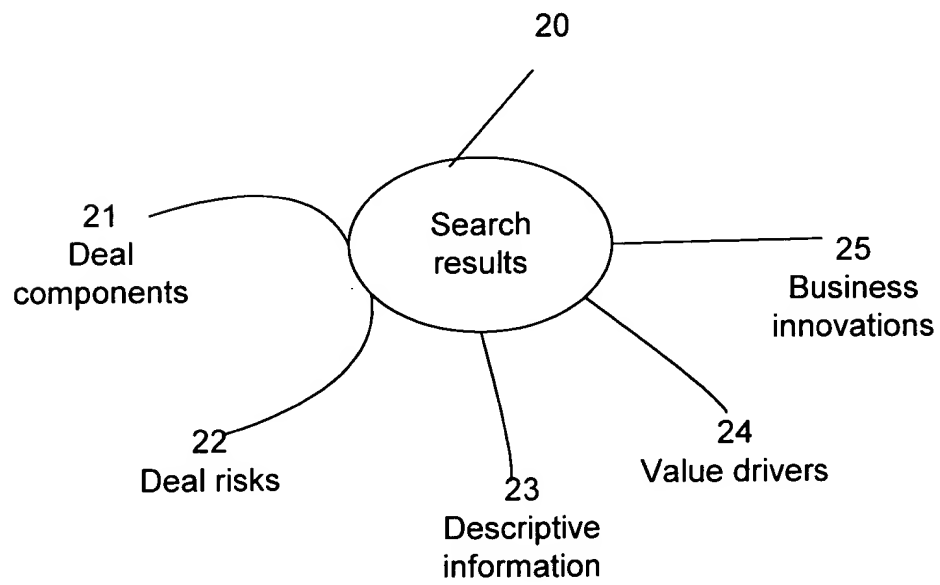 20
Search
results
21
Deal
components
22
Deal risks
23
Descriptive
information
24
Value drivers
25
Business
innovations